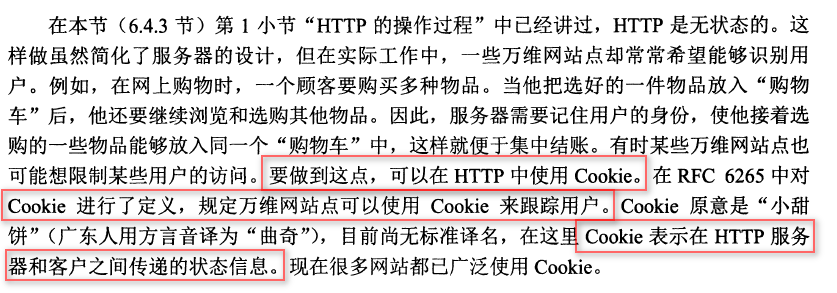 在本节（6.4.3 节）第 1 小节“HTTP 的操作过程”中已经讲过，HTTP 是无状态的。这
样做虽然简化了服务器的设计，但在实际工作中，一些万维网站点却常常希望能够识别用
户。例如，在网上购物时，一个顾客要购买多种物品。当他把选好的一件物品放入“购物
车”后，他还要继续浏览和选购其他物品。因此，服务器需要记住用户的身份，使他接着选
购的一些物品能够放入同一个“购物车”中，这样就便于集中结账。有时某些万维网站点也
可能想限制某些用户的访问。要做到这点，可以在 HTTP 中使用 Cookie。在 RFC 6265 中对
Cookie 进行了定义，规定万维网站点可以使用 Cookie 来跟踪用户。Cookie 原意是“小甜
饼”（广东人用方言音译为“曲奇”），目前尚无标准译名，在这里 Cookie 表示在 HTTP 服务
器和客户之间传递的状态信息。现在很多网站都已广泛使用 Cookie。